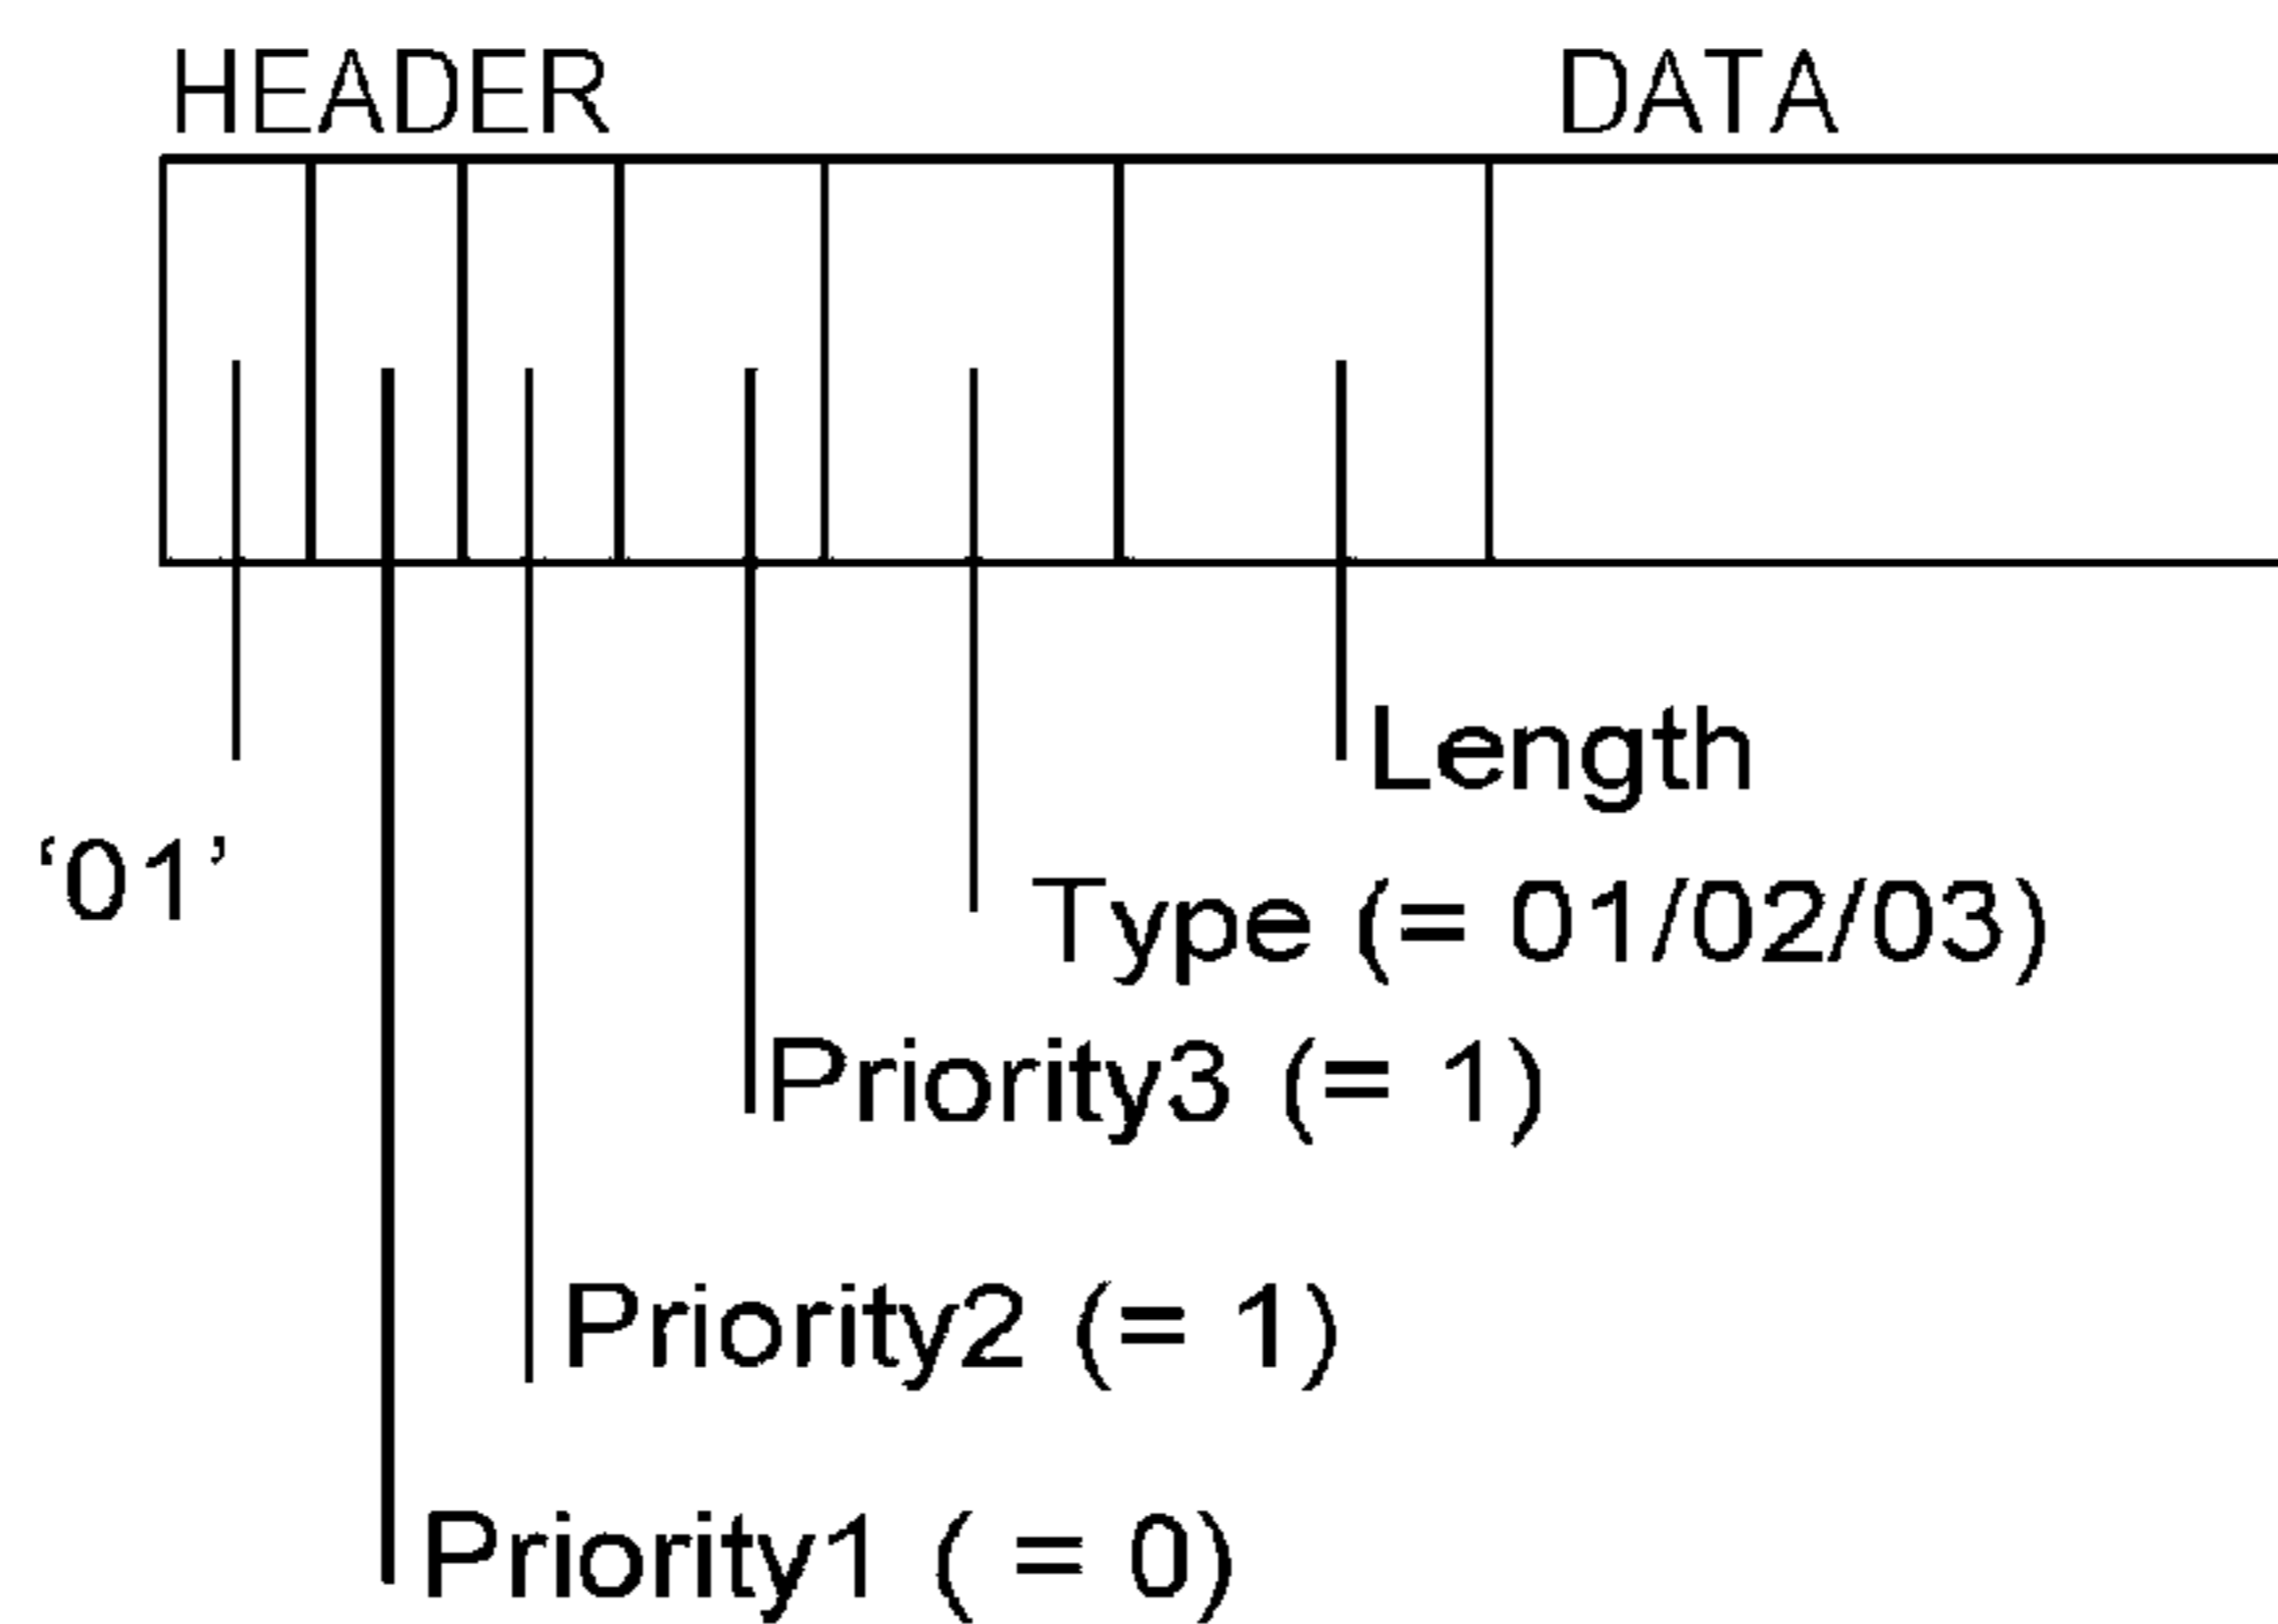 HEADER DATA
Length
‘01’
Type (= 01/02/03)
Priority3 (= 1)
Priority2 (= 1)
Priority1 ( = 0)